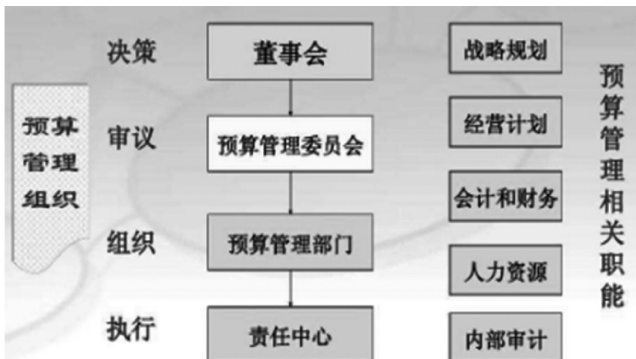 预算
管理
组织
决策
董事会
审议
预算管理委员会
组织
预算管理部门
执行
责任中心
战略规划
经营计划
会计和财务
人力资源
内部审计
预算管理相关职能